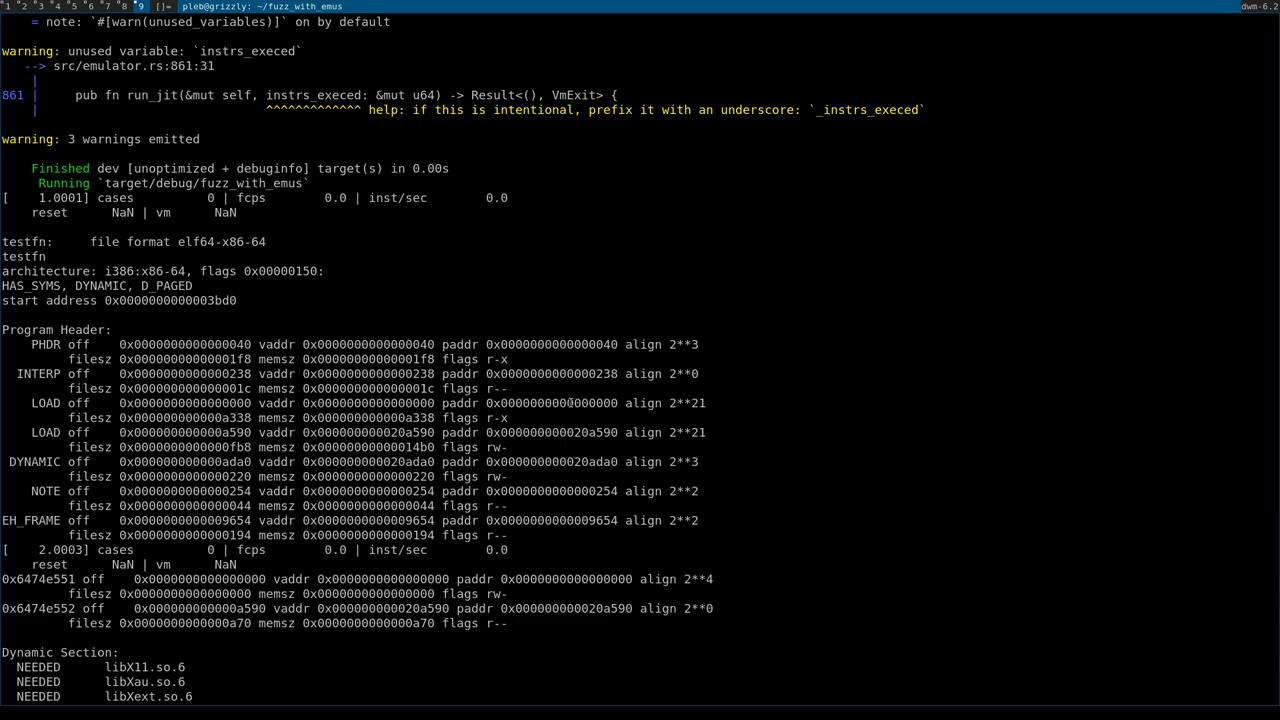 1 2 3 4 5 6 7 8 9 []= pleb@grizzly: ~/fuzz_with_emus dwm-6.2
= note: `#[warn(unused_variables)]` on by default
warning: unused variable: `instrs_execed`
--> src/emulator.rs:861:31
|
861 | pub fn run_jit(&mut self, instrs_execed: &mut u64) -> Result<(), VmExit> {
| ^^^^^^^^^^^^^ help: if this is intentional, prefix it with an underscore: `_instrs_execed`
warning: 3 warnings emitted
Finished dev [unoptimized + debuginfo] target(s) in 0.00s
Running `target/debug/fuzz_with_emus`
[ 1.0001] cases 0 | fcps 0.0 | inst/sec 0.0
reset NaN | vm NaN
testfn: file format elf64-x86-64
testfn
architecture: i386:x86-64, flags 0x00000150:
HAS_SYMS, DYNAMIC, D_PAGED
start address 0x0000000000003bd0
Program Header:
PHDR off 0x0000000000000040 vaddr 0x0000000000000040 paddr 0x0000000000000040 align 2**3
filesz 0x00000000000001f8 memsz 0x00000000000001f8 flags r-x
INTERP off 0x0000000000000238 vaddr 0x0000000000000238 paddr 0x0000000000000238 align 2**0
filesz 0x000000000000001c memsz 0x000000000000001c flags r--
LOAD off 0x0000000000000000 vaddr 0x0000000000000000 paddr 0x0000000000000000 align 2**21
filesz 0x000000000000a338 memsz 0x000000000000a338 flags r-x
LOAD off 0x000000000000a590 vaddr 0x000000000020a590 paddr 0x000000000020a590 align 2**21
filesz 0x0000000000000fb8 memsz 0x00000000000014b0 flags rw-
DYNAMIC off 0x000000000000ada0 vaddr 0x000000000020ada0 paddr 0x000000000020ada0 align 2**3
filesz 0x0000000000000220 memsz 0x0000000000000220 flags rw-
NOTE off 0x0000000000000254 vaddr 0x0000000000000254 paddr 0x0000000000000254 align 2**2
filesz 0x0000000000000044 memsz 0x0000000000000044 flags r--
EH_FRAME off 0x0000000000009654 vaddr 0x0000000000009654 paddr 0x0000000000009654 align 2**2
filesz 0x0000000000000194 memsz 0x0000000000000194 flags r--
[ 2.0003] cases 0 | fcps 0.0 | inst/sec 0.0
reset NaN | vm NaN
0x6474e551 off 0x0000000000000000 vaddr 0x0000000000000000 paddr 0x0000000000000000 align 2**4
filesz 0x0000000000000000 memsz 0x0000000000000000 flags rw-
0x6474e552 off 0x000000000000a590 vaddr 0x000000000020a590 paddr 0x000000000020a590 align 2**0
filesz 0x0000000000000a70 memsz 0x0000000000000a70 flags r--
Dynamic Section:
NEEDED libX11.so.6
NEEDED libXau.so.6
NEEDED libXext.so.6